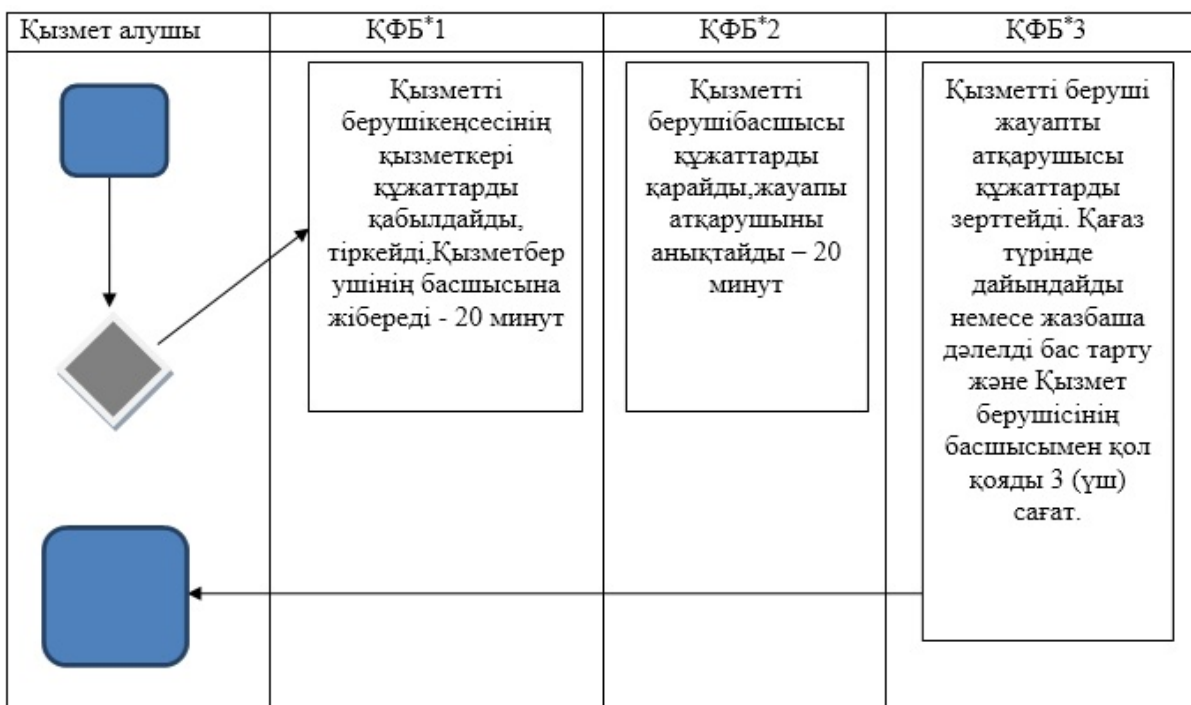 Қызмет алушы
ҚФБ*1
ҚФБ*2
ҚФБ*3
Қызметті
берушікеңсесінің
қызметкері
құжаттарды
қабылдайды,
тіркейді,Қызметбер
ушінің басшысына
жібереді - 20 минут
Қызметті
берушібасшысы
құжаттарды
қарайды,жауапы
атқарушыны
анықтайды – 20
минут
Қызметті беруші
жауапты
атқарушысы
құжаттарды
зерттейді. Қағаз
түрінде
дайындайды
немесе жазбаша
дәлелді бас тарту
және Қызмет
берушісінің
басшысымен қол
қояды 3 (үш)
сағат.